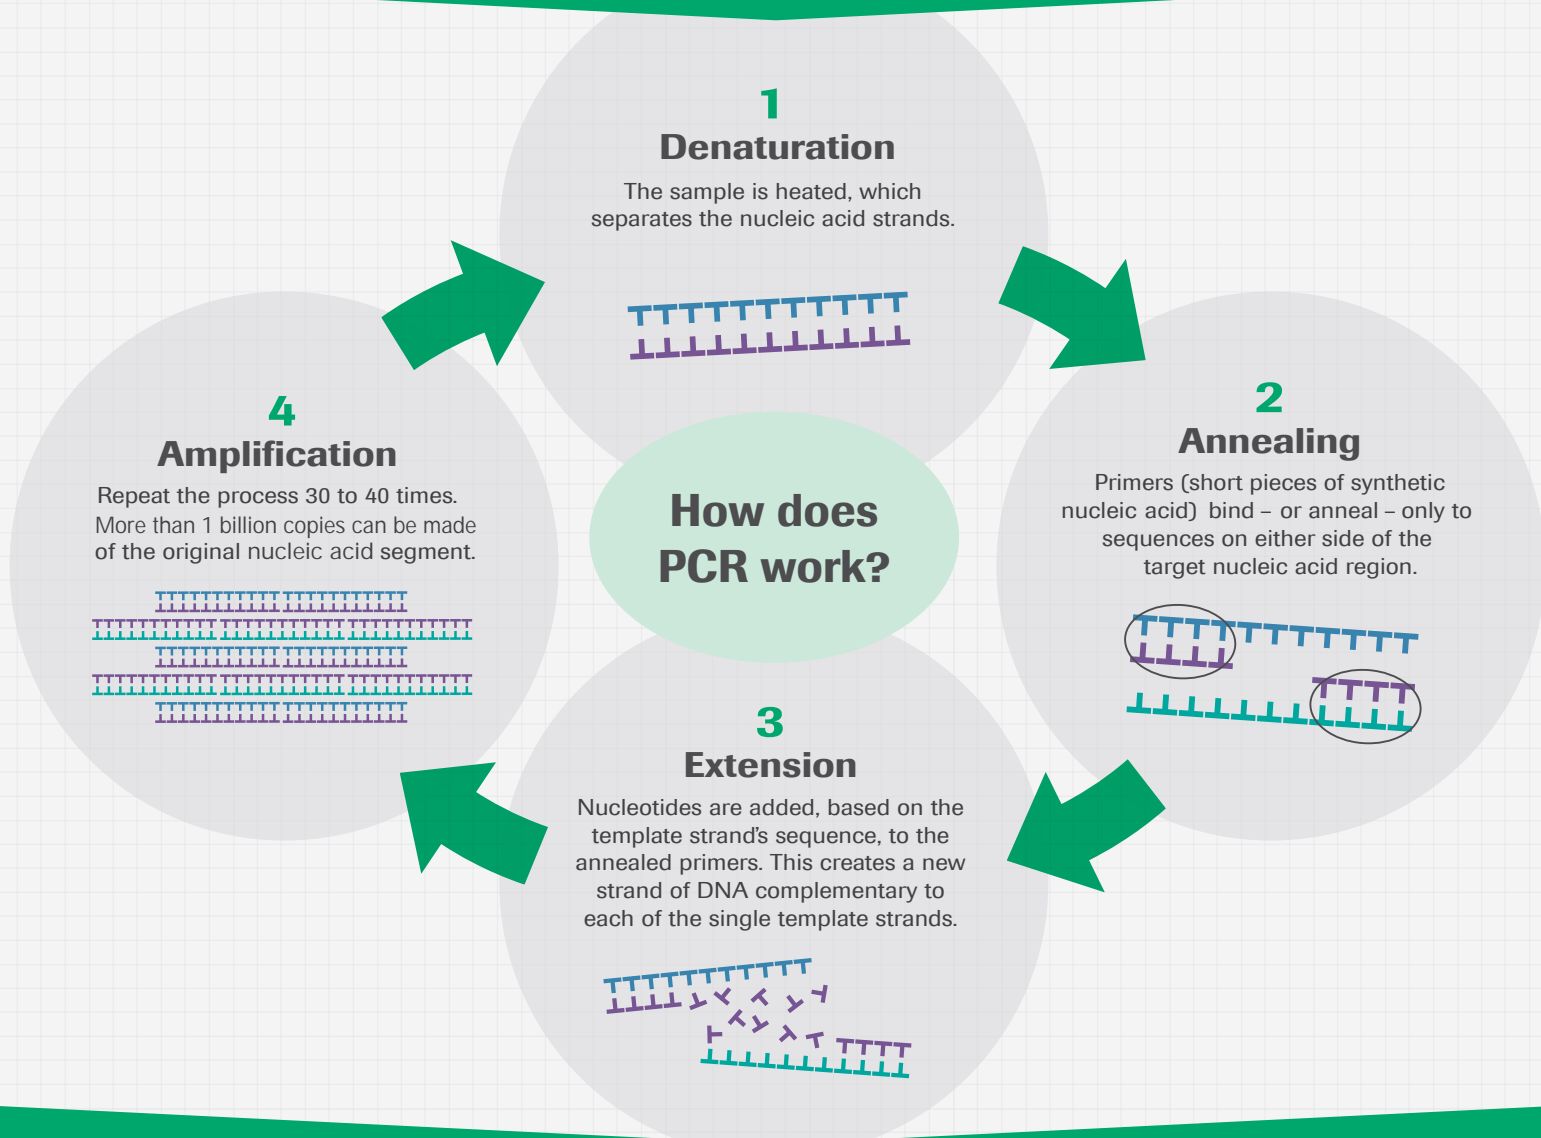 1
Denaturation
The sample is heated, which
separates the nucleic acid strands.
2
Annealing
Primers (short pieces of synthetic
nucleic acid) bind – or anneal – only to
sequences on either side of the
target nucleic acid region.
How does
PCR work?
3
Extension
Nucleotides are added, based on the
template strand's sequence, to the
annealed primers. This creates a new
strand of DNA complementary to
each of the single template strands.
4
Amplification
Repeat the process 30 to 40 times.
More than 1 billion copies can be made
of the original nucleic acid segment.